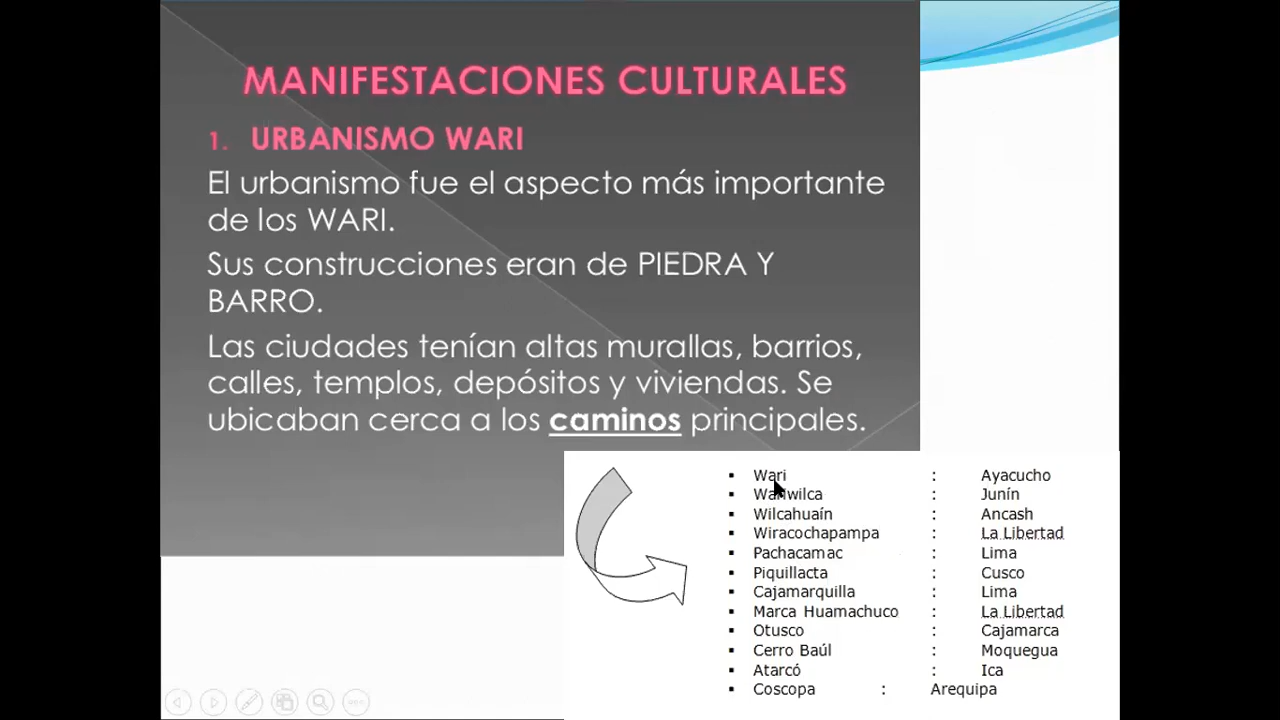 MANIFESTACIONES CULTURALES
1. URBANISMO WARI
El urbanismo fue el aspecto más importante
de los WARI.
Sus construcciones eran de PIEDRA Y
BARRO.
Las ciudades tenían altas murallas, barrios,
calles, templos, depósitos y viviendas. Se
ubicaban cerca a los caminos principales.
▪ Wari : Ayacucho
▪ Wariwilca : Junín
▪ Wilcahuaín : Ancash
▪ Wiracochapampa : La Libertad
▪ Pachacamac : Lima
▪ Piquillacta : Cusco
▪ Cajamarquilla : Lima
▪ Marca Huamachuco : La Libertad
▪ Otusco : Cajamarca
▪ Cerro Baúl : Moquegua
▪ Atarcó : Ica
▪ Coscopa : Arequipa